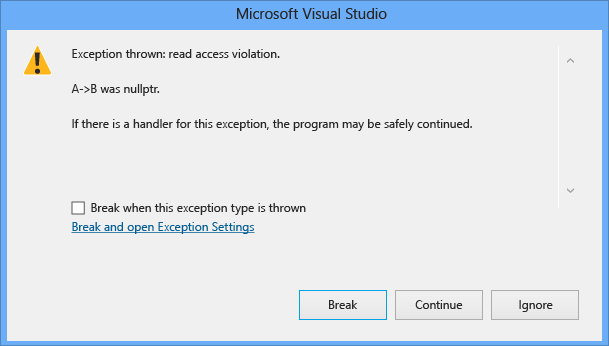 Microsoft Visual Studio
Exception thrown: read access violation.
A->B was nullptr.
If there is a handler for this exception, the program may be safely continued.
Break when this exception type is thrown
Break and open Exception Settings
Break Continue Ignore